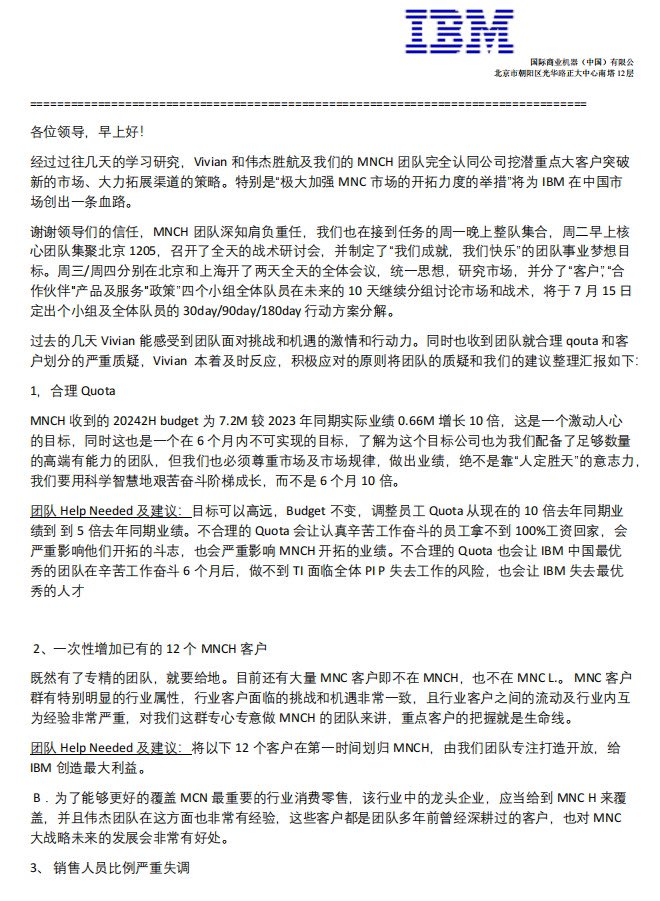 IBM
国际商业机器（中国）有限公
北京市朝阳区光华路正大中心南塔 12层
==================================================================================
各位领导，早上好！
经过过往几天的学习研究，Vivian 和伟杰胜航及我们的 MNCH 团队完全认同公司挖潜重点大客户突破
新的市场、大力拓展渠道的策略。特别是“极大加强 MNC 市场的开拓力度的举措”将为 IBM 在中国市
场创出一条血路。
谢谢领导们的信任，MNCH 团队深知肩负重任，我们也在接到任务的周一晚上整队集合，周二早上核
心团队集聚北京 1205，召开了全天的战术研讨会，并制定了“我们成就，我们快乐”的团队事业梦想目
标。周三/周四分别在北京和上海开了两天全天的全体会议，统一思想，研究市场，并分了“客户”,“合
作伙伴"产品及服务"政策”四个小组全体队员在未来的 10 天继续分组讨论市场和战术，将于 7 月 15 日
定出个小组及全体队员的 30day/90day/180day 行动方案分解。
过去的几天 Vivian 能感受到团队面对挑战和机遇的激情和行动力。同时也收到团队就合理 qouta 和客
户划分的严重质疑，Vivian 本着及时反应，积极应对的原则将团队的质疑和我们的建议整理汇报如下:
1，合理 Quota
MNCH 收到的 20242H budget 为 7.2M 较 2023 年同期实际业绩 0.66M 增长 10 倍，这是一个激动人心
的目标，同时这也是一个在 6 个月内不可实现的目标，了解为这个目标公司也为我们配备了足够数量
的高端有能力的团队，但我们也必须尊重市场及市场规律，做出业绩，绝不是靠“人定胜天”的意志力，
我们要用科学智慧地艰苦奋斗阶梯成长，而不是 6 个月 10 倍。
团队 Help Needed 及建议：目标可以高远，Budget 不变，调整员工 Quota 从现在的 10 倍去年同期业
绩到 到 5 倍去年同期业绩。不合理的 Quota 会让认真辛苦工作奋斗的员工拿不到 100%工资回家，会
严重影响他们开拓的斗志，也会严重影响 MNCH 开拓的业绩。不合理的 Quota 也会让 IBM 中国最优
秀的团队在辛苦工作奋斗 6 个月后，做不到 TI 面临全体 PI P 失去工作的风险，也会让 IBM 失去最优
秀的人才
2、一次性增加已有的 12 个 MNCH 客户
既然有了专精的团队，就要给地。目前还有大量 MNC 客户即不在 MNCH，也不在 MNC L.。 MNC 客户
群有特别明显的行业属性，行业客户面临的挑战和机遇非常一致，且行业客户之间的流动及行业内互
为经验非常严重，对我们这群专心专意做 MNCH 的团队来讲，重点客户的把握就是生命线。
团队 Help Needed 及建议：将以下 12 个客户在第一时间划归 MNCH，由我们团队专注打造开放，给
IBM 创造最大利益。
B．为了能够更好的覆盖 MCN 最重要的行业消费零售，该行业中的龙头企业，应当给到 MNC H 来覆
盖，并且伟杰团队在这方面也非常有经验，这些客户都是团队多年前曾经深耕过的客户，也对 MNC
大战略未来的发展会非常有好处。
3、 销售人员比例严重失调